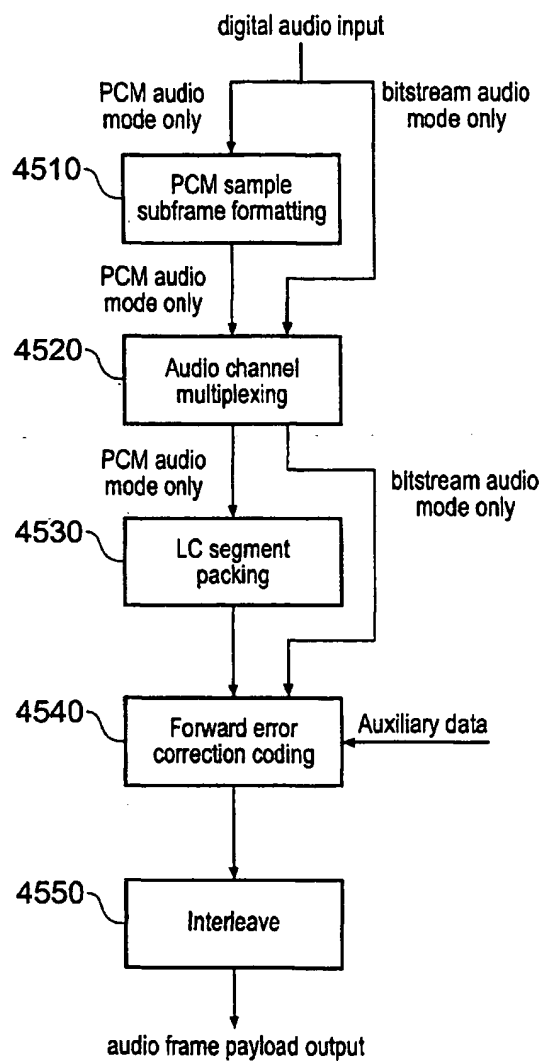 digital audio input
PCM audio
mode only
bitstream audio
mode only
4510
PCM sample
subframe formatting
PCM audio
mode only
4520
Audio channel
multiplexing
PCM audio
mode only
bitstream audio
mode only
4530
LC segment
packing
4540
Forward error
correction coding
Auxiliary data
4550
Interleave
audio frame payload output